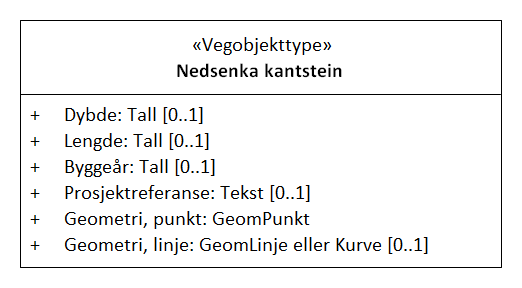 «Vegobjekttype»
Nedsenka kantstein
+ Dybde: Tall [0..1]
+ Lengde: Tall [0..1]
+ Byggeår: Tall [0..1]
+ Prosjektreferanse: Tekst [0..1]
+ Geometri, punkt: GeomPunkt
+ Geometri, linje: GeomLinje eller Kurve [0..1]